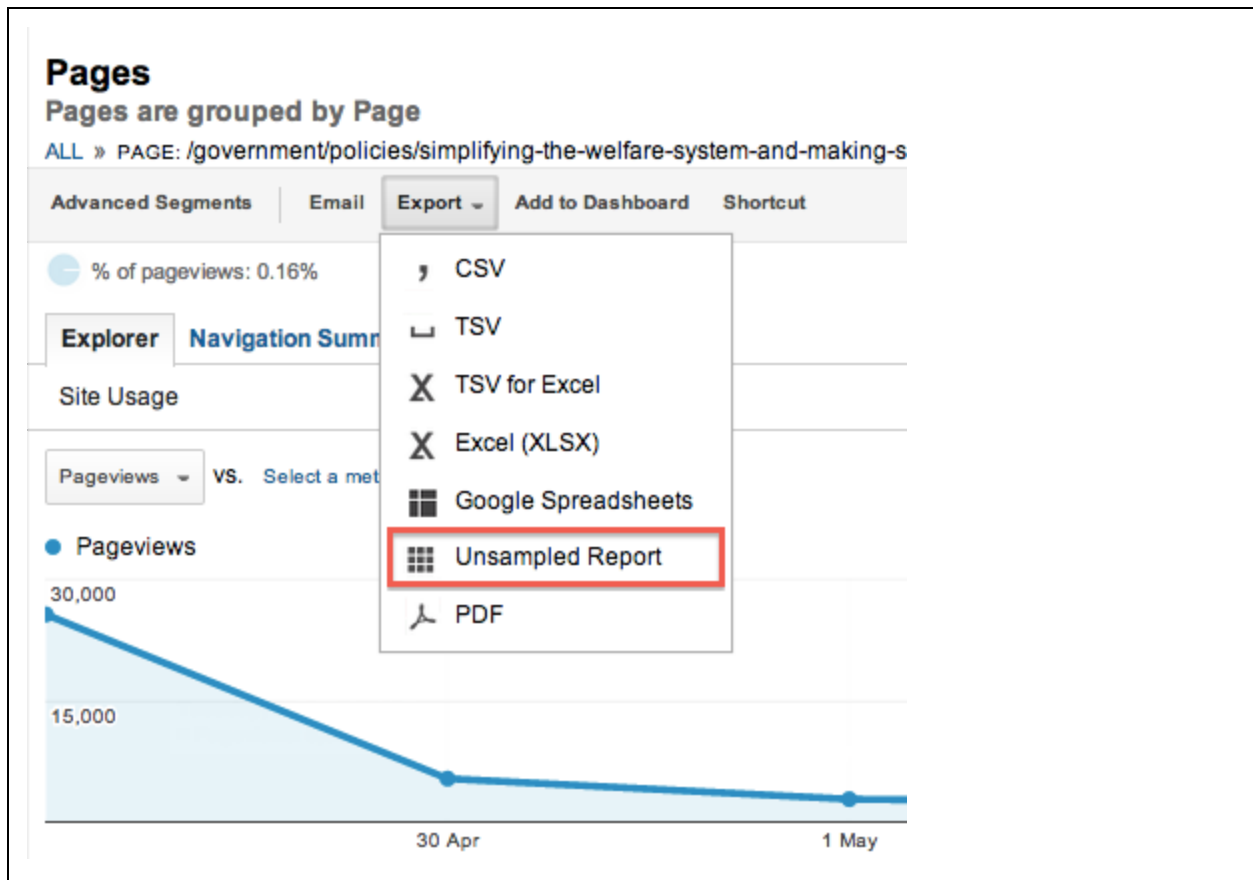 Pages
Pages are grouped by Page
ALL » PAGE: /government/policies/simplifying-the-welfare-system-and-making-s
Advanced Segments Email Export Add to Dashboard Shortcut
% of pageviews: 0.16%
CSV
TSV
TSV for Excel
Excel (XLSX)
Google Spreadsheets
Unsampled Report
PDF
Explorer Navigation Summ
Site Usage
Pageviews VS. Select a met
Pageviews
30,000
15,000
30 Apr 1 May